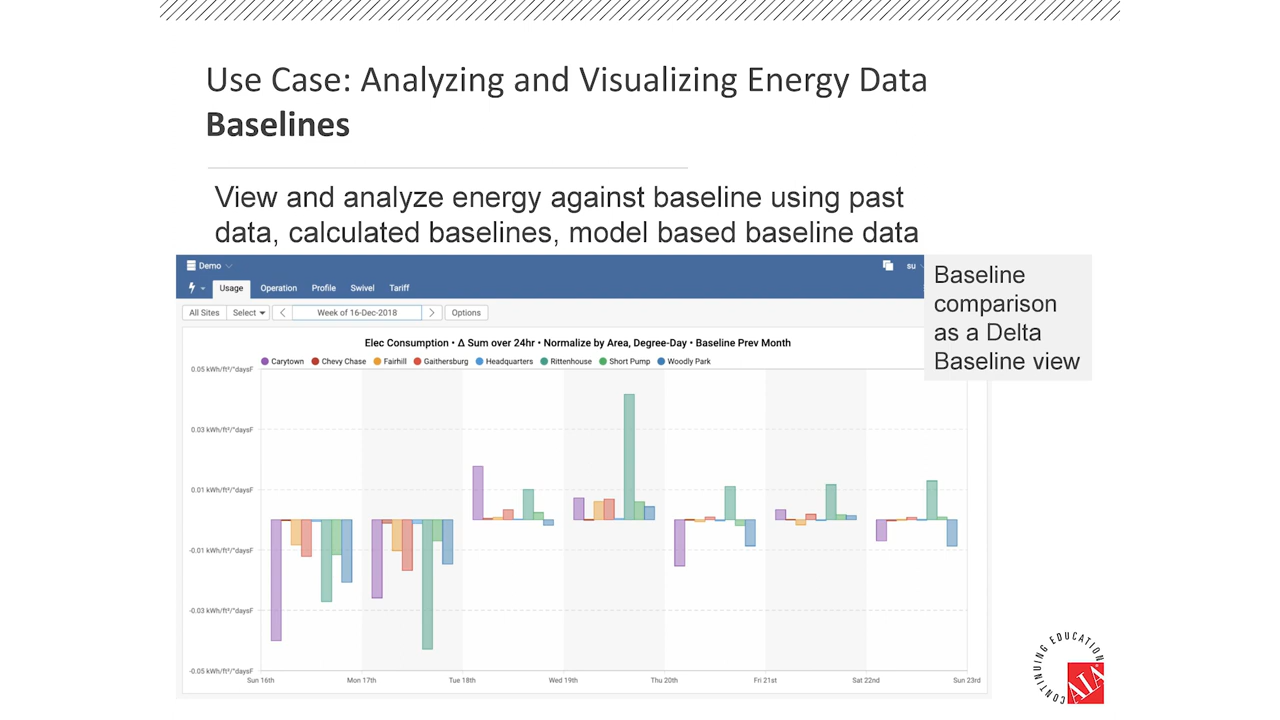 Use Case: Analyzing and Visualizing Energy Data
Baselines
View and analyze energy against baseline using past
data, calculated baselines, model based baseline data
Demo
su
Usage Operation Profile Swivel Tariff
All Sites Select Week of 16-Dec-2018 Options
Baseline
comparison
as a Delta
Baseline view
Elec Consumption • Δ Sum over 24hr • Normalize by Area, Degree-Day • Baseline Prev Month
Carytown Chevy Chase Fairhill Gaithersburg Headquarters Rittenhouse Short Pump Woodly Park
0.05 kWh/ft²/°daysF
0.03 kWh/ft²/°daysF
0.01 kWh/ft²/°daysF
-0.01 kWh/ft²/°daysF
-0.03 kWh/ft²/°daysF
-0.05 kWh/ft²/°daysF
Sun 16th Mon 17th Tue 18th Wed 19th Thu 20th Fri 21st Sat 22nd Sun 23rd
CONTINUING EDUCATION
AIA